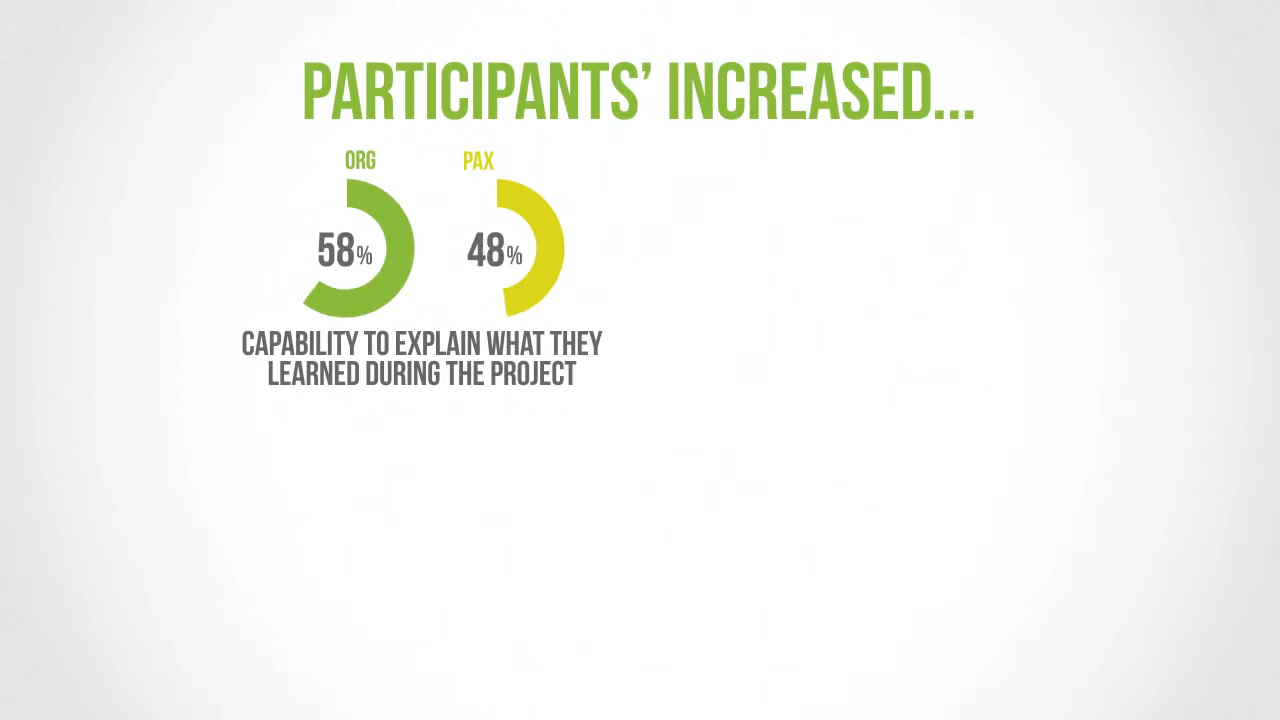 PARTICIPANTS’ INCREASED...
ORG PAX
58% 48%
CAPABILITY TO EXPLAIN WHAT THEY
LEARNED DURING THE PROJECT